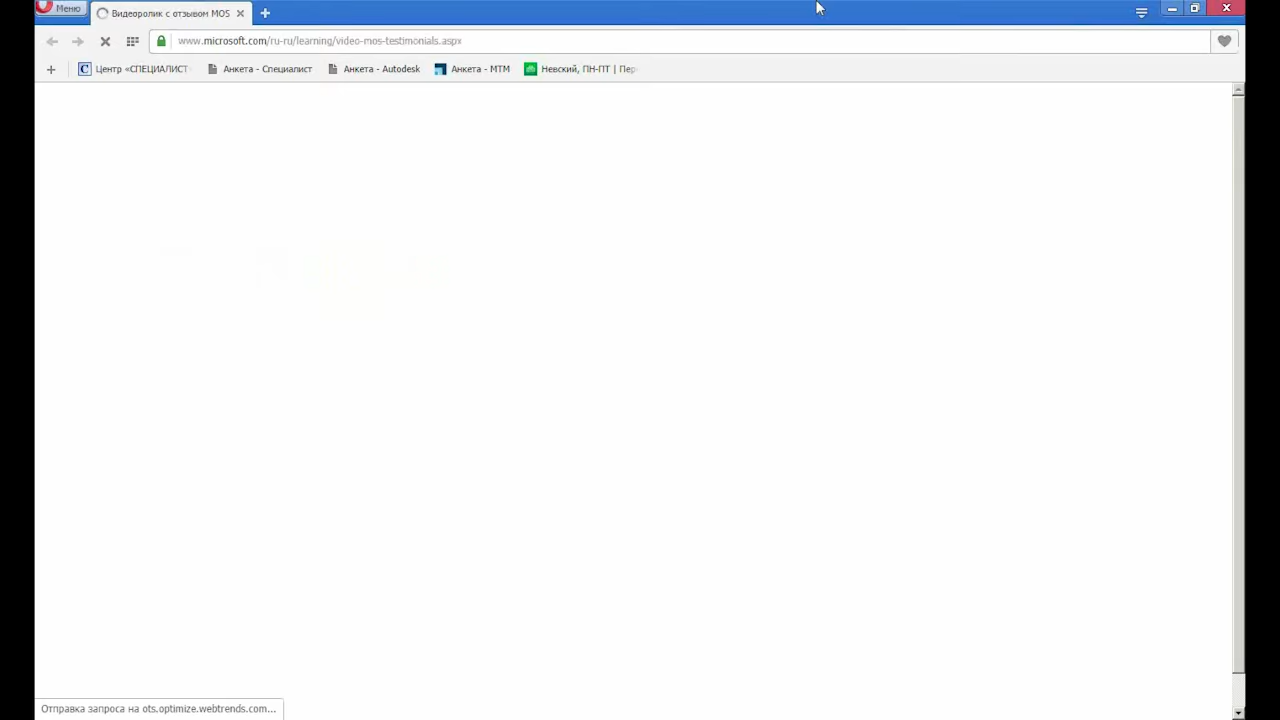 Меню
Видеоролик с отзывом MOS
www.microsoft.com/ru-ru/learning/video-mos-testimonials.aspx
Центр «СПЕЦИАЛИСТ Анкета - Специалист Анкета - Autodesk Анкета - МТМ Невский, ПН-ПТ | Пер
Отправка запроса на ots.optimize.webtrends.com...